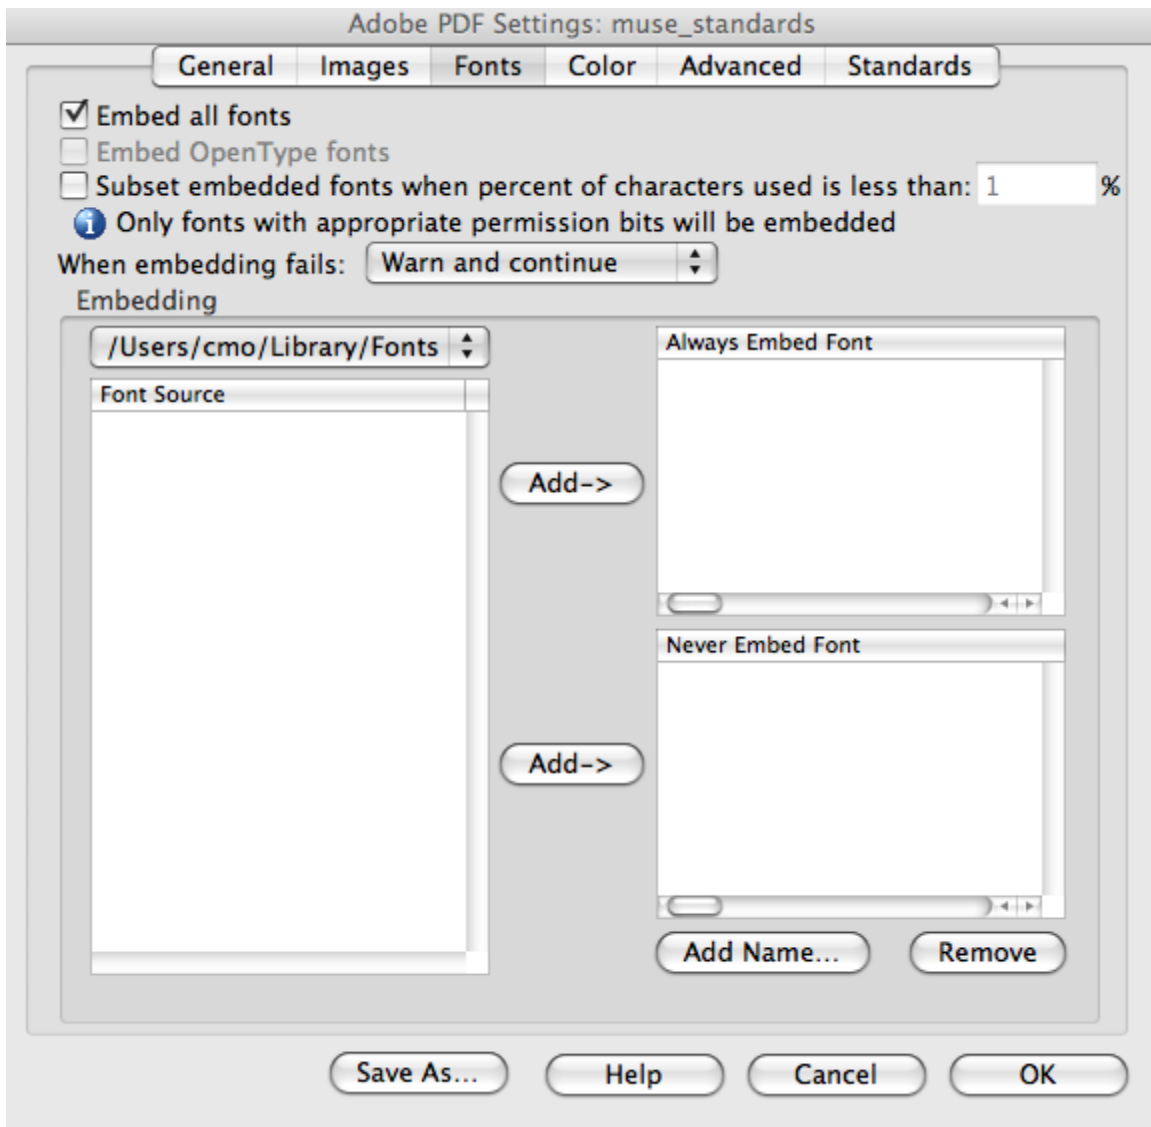 Adobe PDF Settings: muse_standards
General Images Fonts Color Advanced Standards
Embed all fonts
Embed OpenType fonts
Subset embedded fonts when percent of characters used is less than: 1 %
Only fonts with appropriate permission bits will be embedded
When embedding fails: Warn and continue
Embedding
/Users/cmo/Library/Fonts
Font Source
Always Embed Font
Add->
Never Embed Font
Add->
Add Name... Remove
Save As... Help Cancel OK